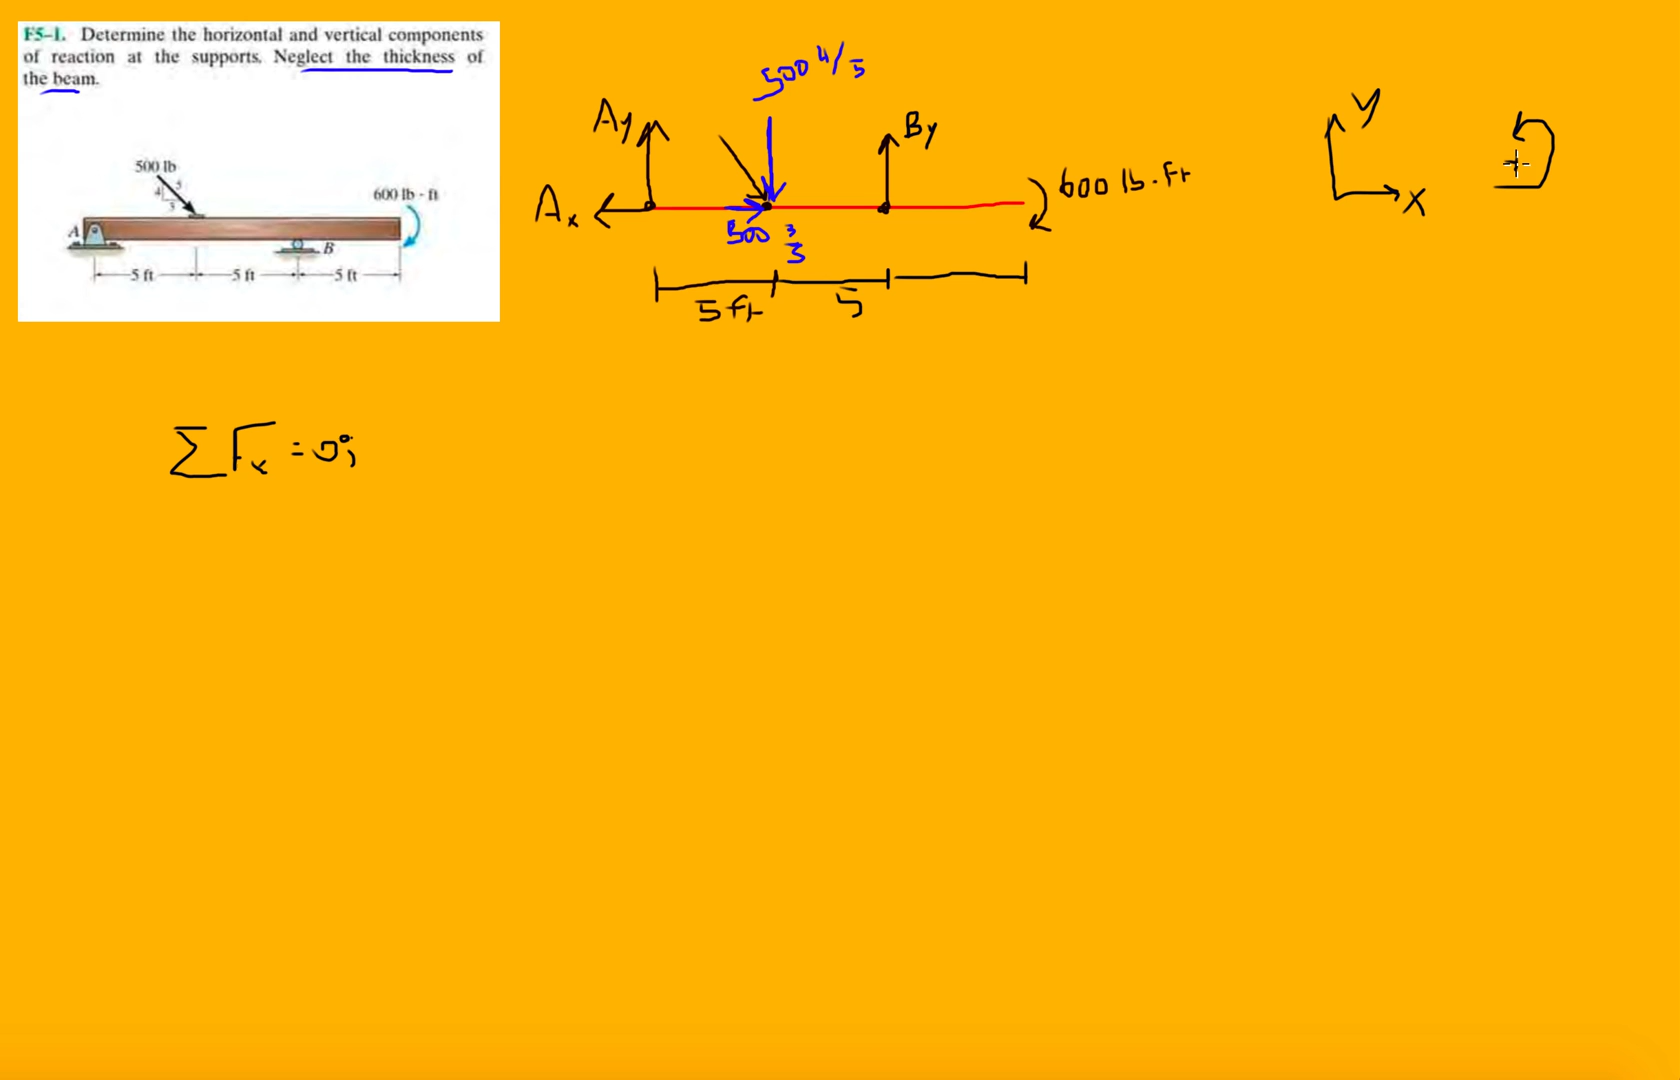 F5–1. Determine the horizontal and vertical components
of reaction at the supports. Neglect the thickness of
the beam.
500 lb
4
5
3
600 lb · ft
A
B
5 ft
5 ft
5 ft
500 4/5
Ay
By
Ax
600 lb.ft
500 3/3
5 ft
5
y
x
+
ΣFx = 0;